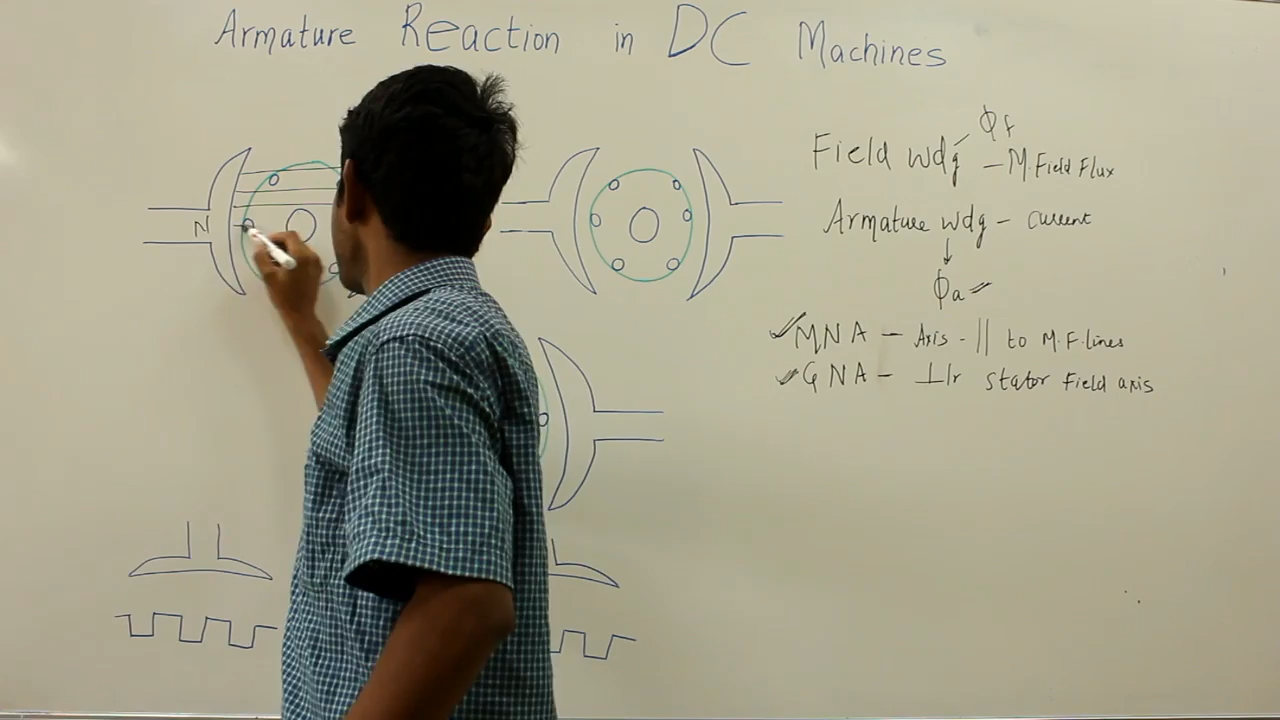 Armature Reaction in DC Machines
N
Φf
Field wdg – M.Field Flux
Armature wdg – current
Φa
MNA – Axis - || to M.F.lines
GNA – ⊥lr stator Field axis